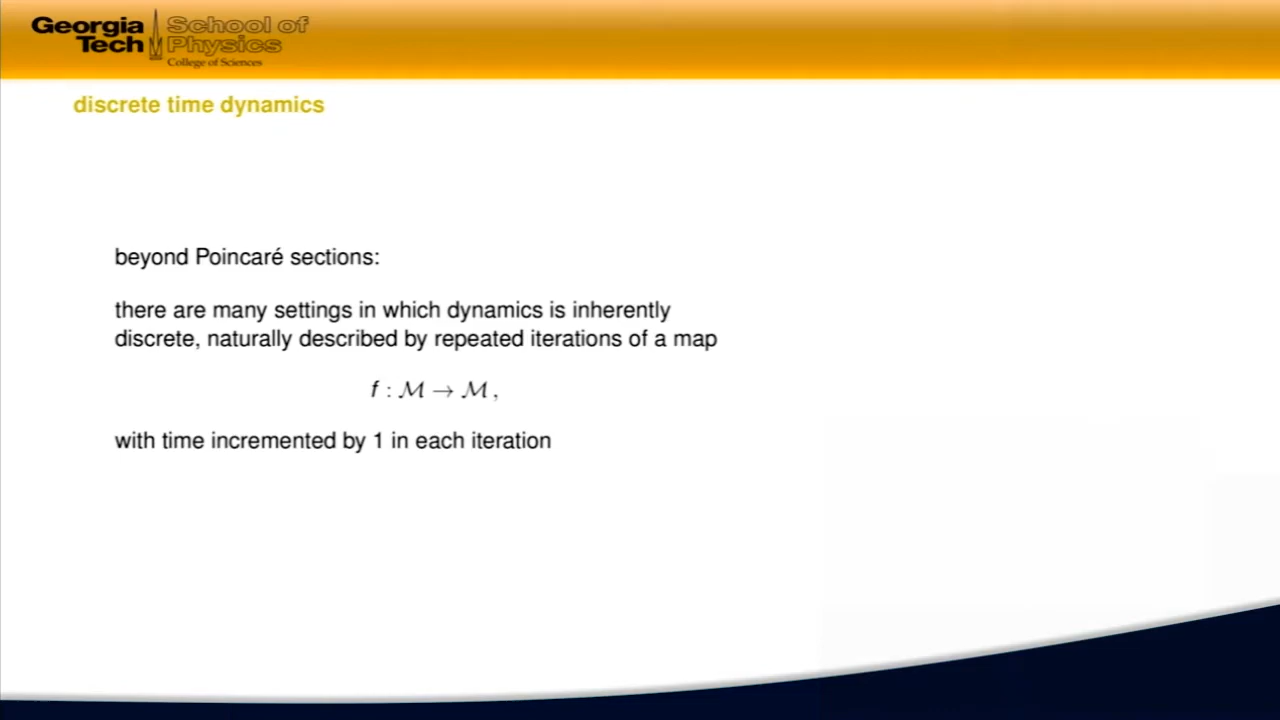 Georgia Tech
School of Physics
College of Sciences
discrete time dynamics
beyond Poincaré sections:
there are many settings in which dynamics is inherently
discrete, naturally described by repeated iterations of a map
f : ℳ → ℳ ,
with time incremented by 1 in each iteration